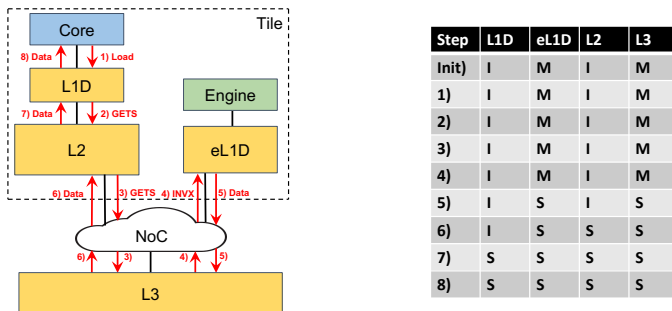 Tile
Core
8) Data
1) Load
L1D
7) Data
2) GETS
Engine
L2
eL1D
6) Data
3) GETS
4) INVX
5) Data
NoC
6)
3)
4)
5)
L3
Step L1D eL1D L2 L3
Init) I M I M
1) I M I M
2) I M I M
3) I M I M
4) I M I M
5) I S I S
6) I S S S
7) S S S S
8) S S S S